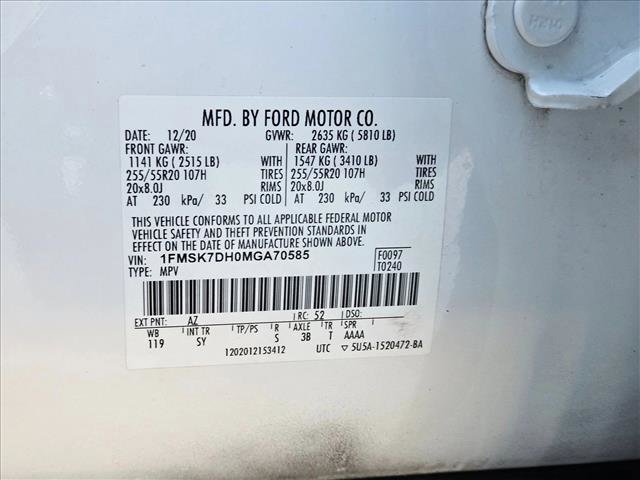 MFD. BY FORD MOTOR CO.
DATE: 12/20 GVWR: 2635 KG ( 5810 LB)
FRONT GAWR: REAR GAWR:
1141 KG ( 2515 LB) WITH 1547 KG ( 3410 LB) WITH
255/55R20 107H TIRES 255/55R20 107H TIRES
20x8.0J RIMS 20x8.0J RIMS
AT 230 kPa/ 33 PSI COLD AT 230 kPa/ 33 PSI COLD
THIS VEHICLE CONFORMS TO ALL APPLICABLE FEDERAL MOTOR
VEHICLE SAFETY AND THEFT PREVENTION STANDARDS IN
EFFECT ON THE DATE OF MANUFACTURE SHOWN ABOVE.
VIN: 1FMSK7DH0MGA70585 F0097
TYPE: MPV T0240
EXT PNT: AZ RC: 52 DSO:
WB INT TR TP/PS R AXLE TR SPR
119 SY S 3B T AAAA
1202012153412 UTC ▽ 5U5A-1520472-BA